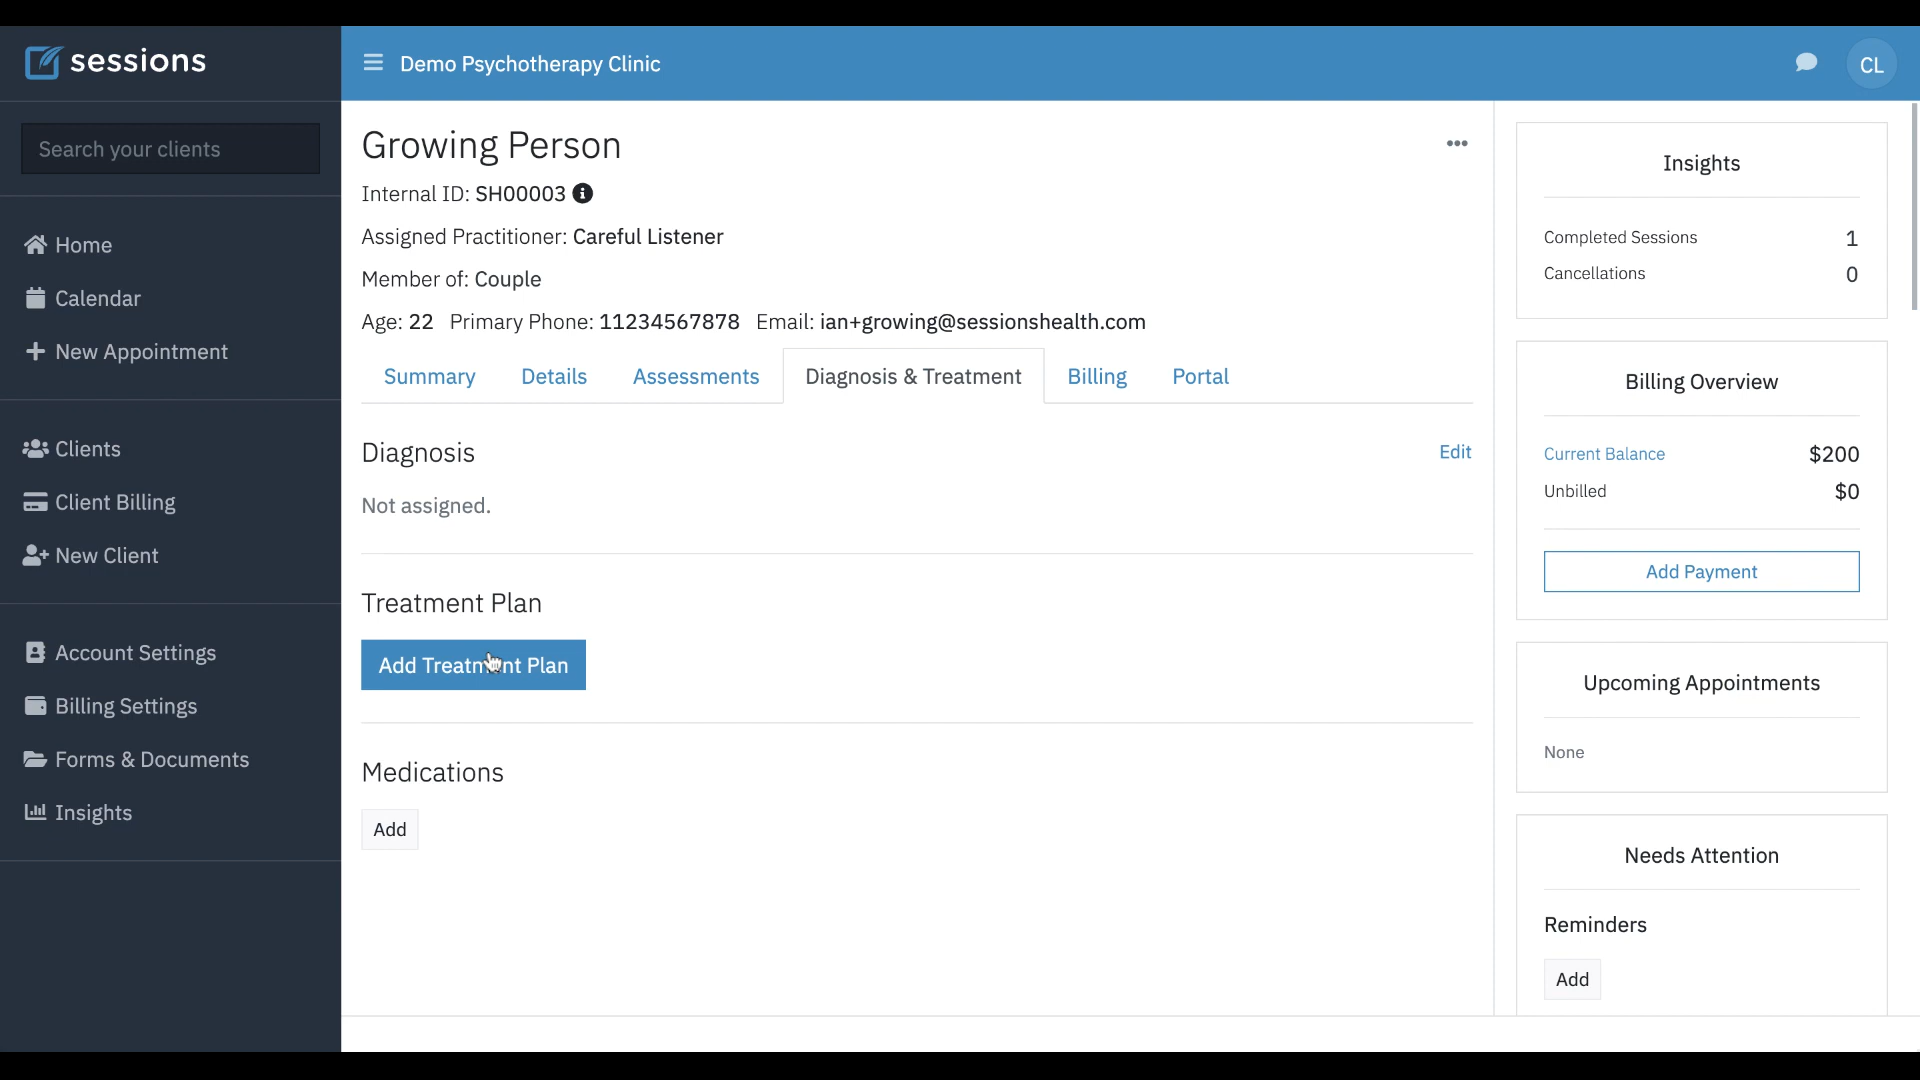 sessions
Demo Psychotherapy Clinic
CL
Search your clients
Home
Calendar
New Appointment
Clients
Client Billing
New Client
Account Settings
Billing Settings
Forms & Documents
Insights
Growing Person
Internal ID: SH00003
Assigned Practitioner: Careful Listener
Member of: Couple
Age: 22 Primary Phone: 11234567878 Email: ian+growing@sessionshealth.com
Summary Details Assessments Diagnosis & Treatment Billing Portal
Diagnosis Edit
Not assigned.
Treatment Plan
Add Treatment Plan
Medications
Add
Insights
Completed Sessions 1
Cancellations 0
Billing Overview
Current Balance $200
Unbilled $0
Add Payment
Upcoming Appointments
None
Needs Attention
Reminders
Add